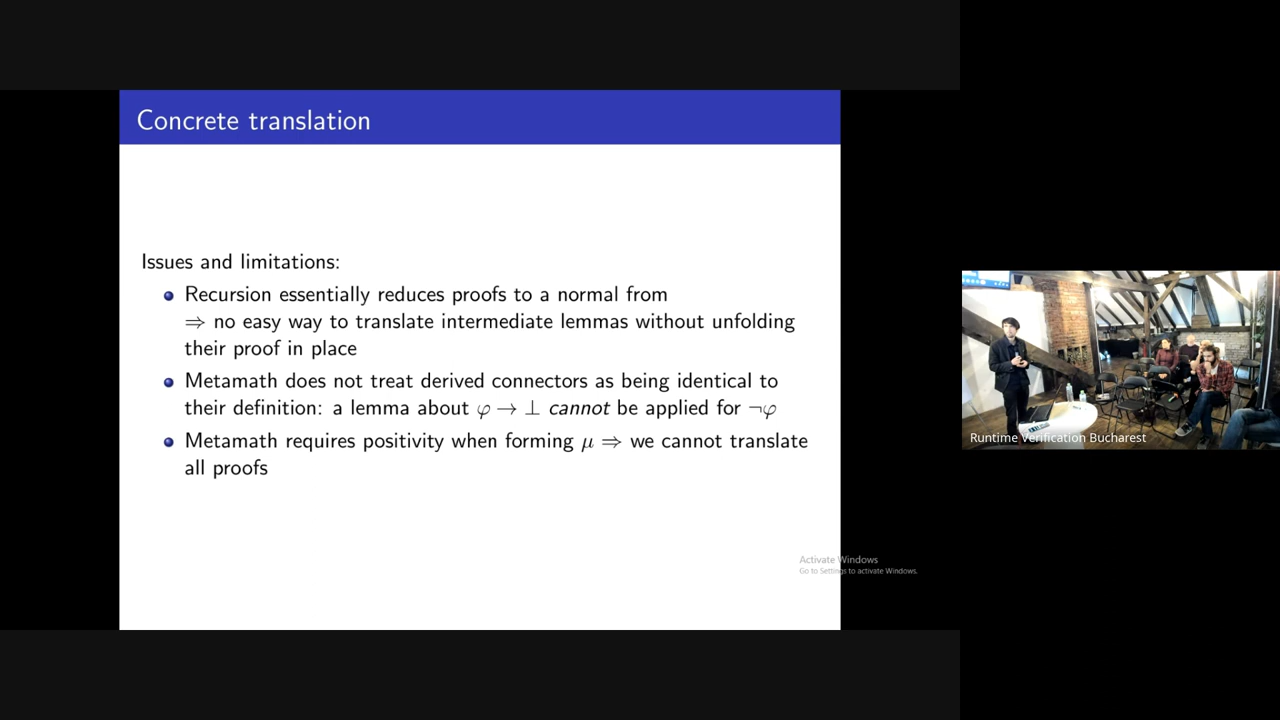 Concrete translation
Issues and limitations:
Recursion essentially reduces proofs to a normal from
⇒ no easy way to translate intermediate lemmas without unfolding
their proof in place
Metamath does not treat derived connectors as being identical to
their definition: a lemma about φ → ⊥ cannot be applied for ¬φ
Metamath requires positivity when forming μ ⇒ we cannot translate
all proofs
Activate Windows
Go to Settings to activate Windows.
Runtime Verification Bucharest